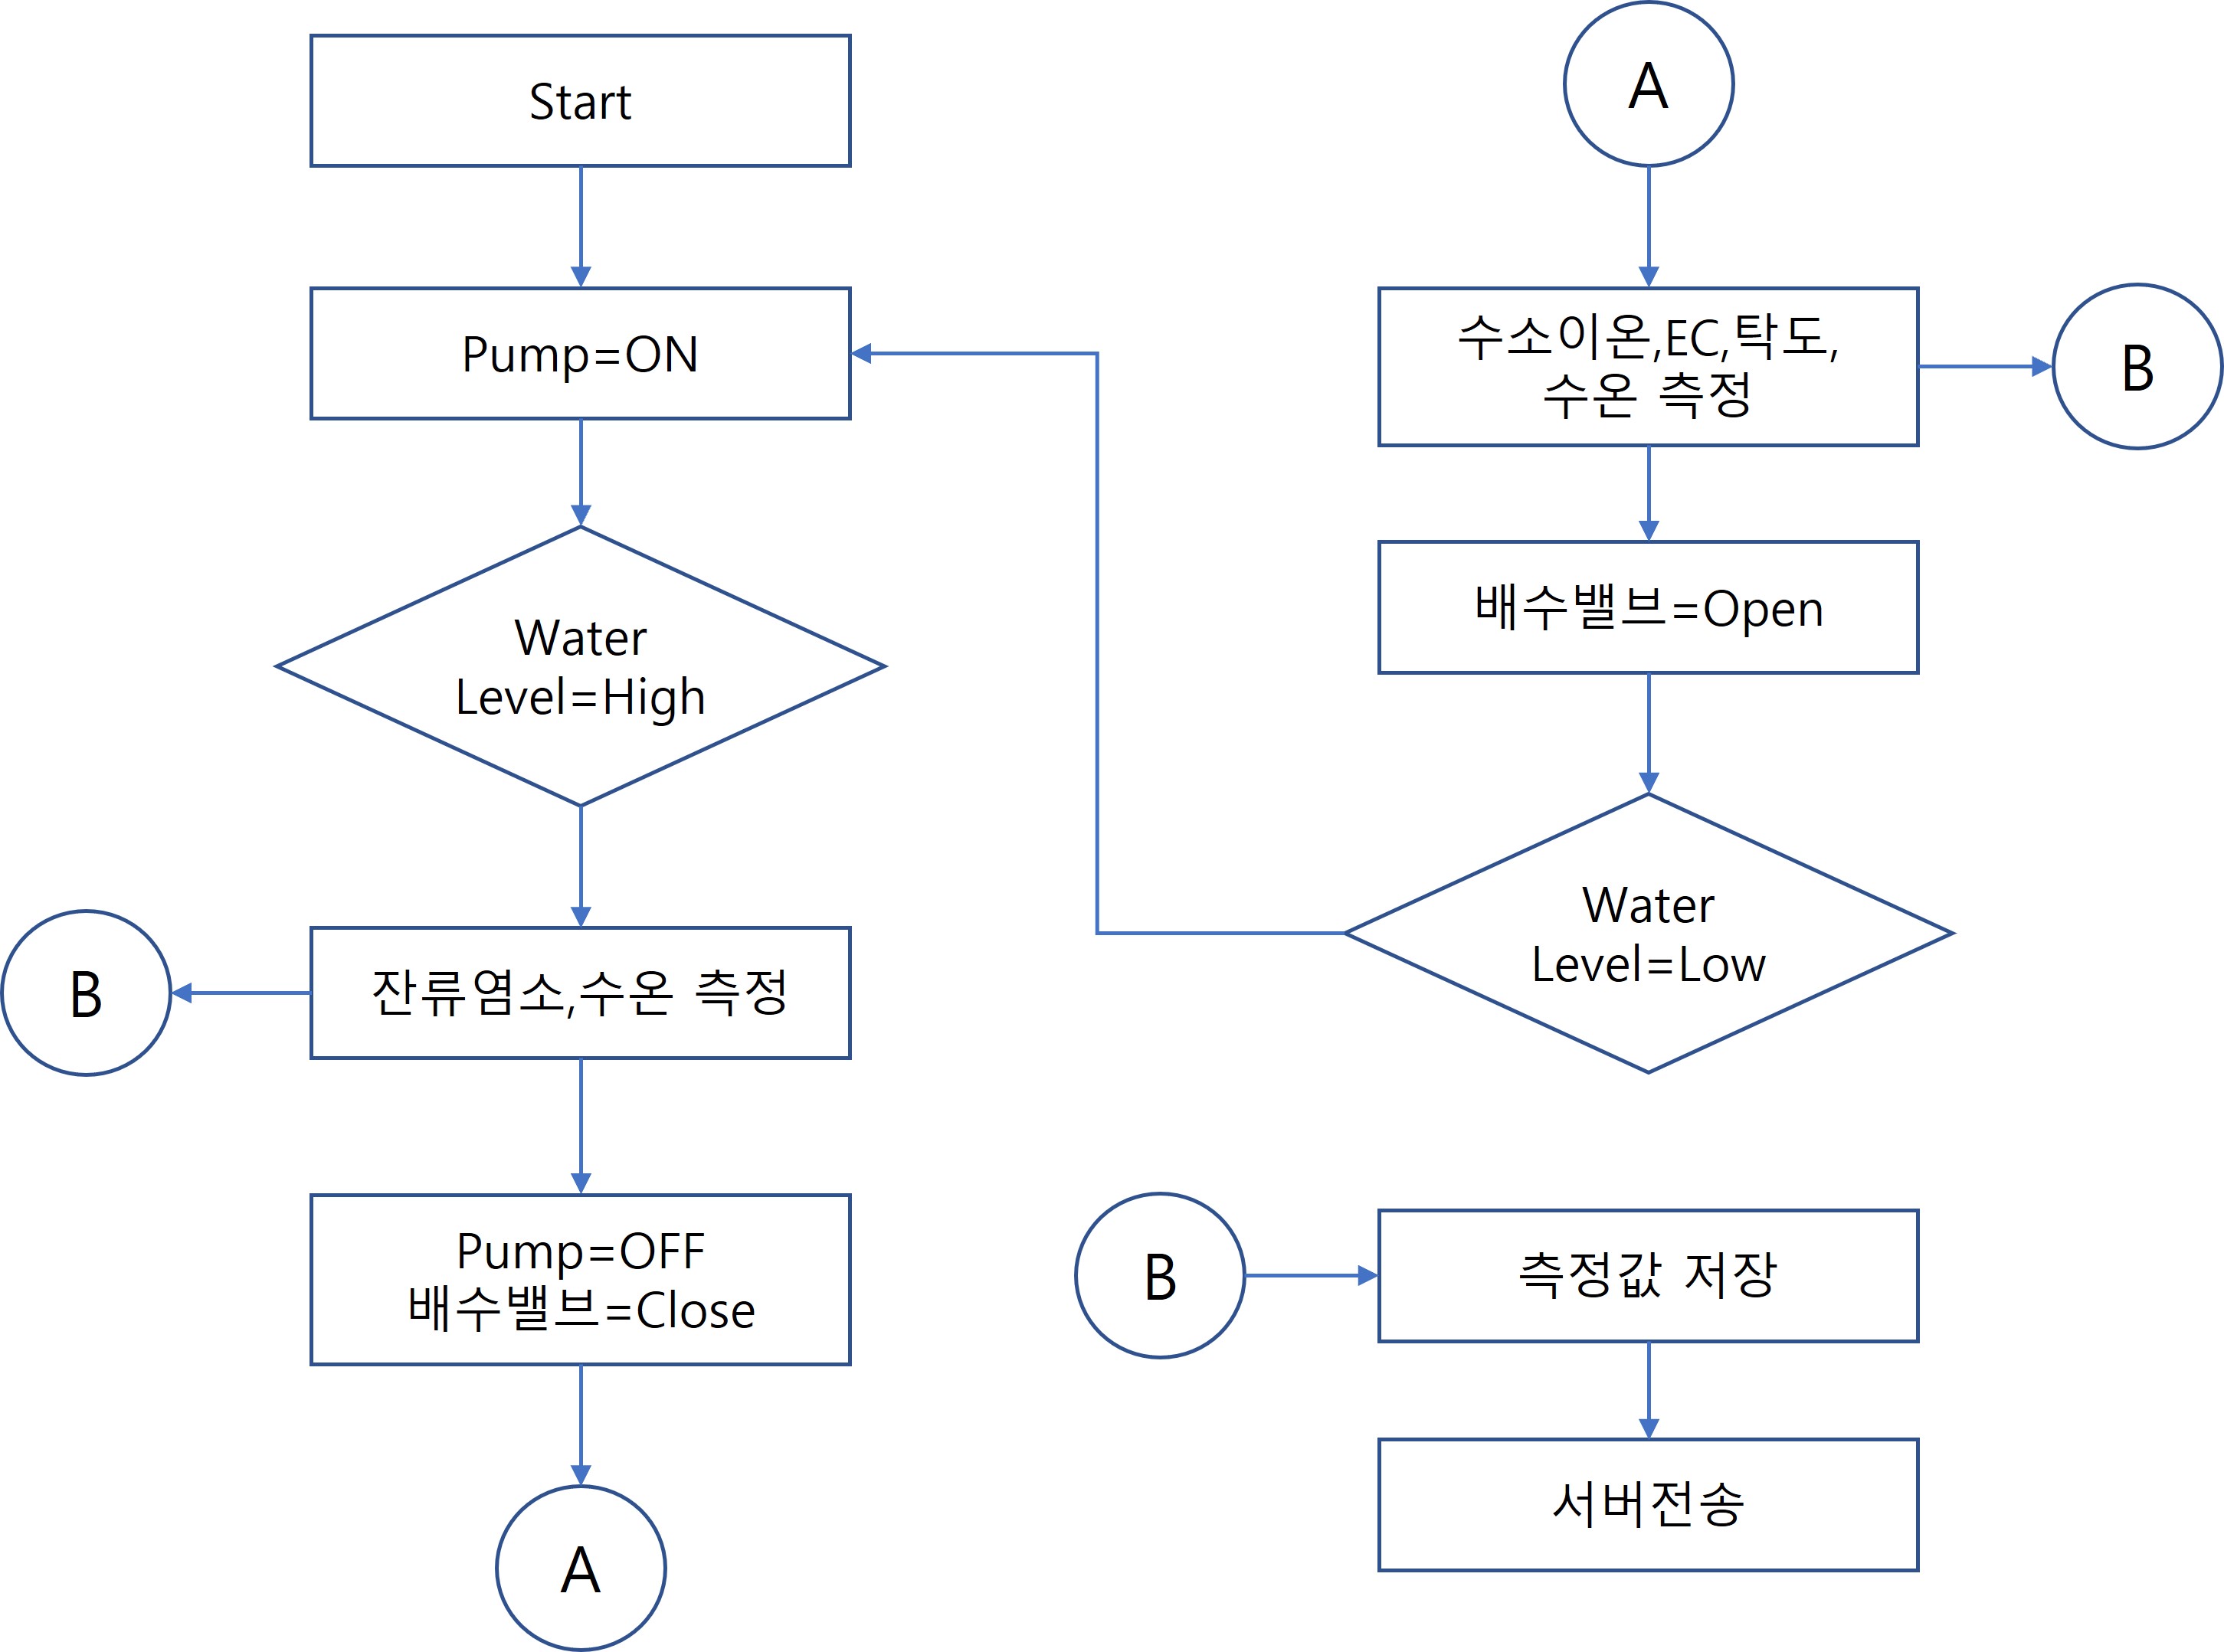 Start
Pump=ON
Water
Level=High
B
잔류염소,수온 측정
Pump=OFF
배수밸브=Close
A
A
수소이온,EC,탁도,
수온 측정
B
배수밸브=Open
Water
Level=Low
B
측정값 저장
서버전송